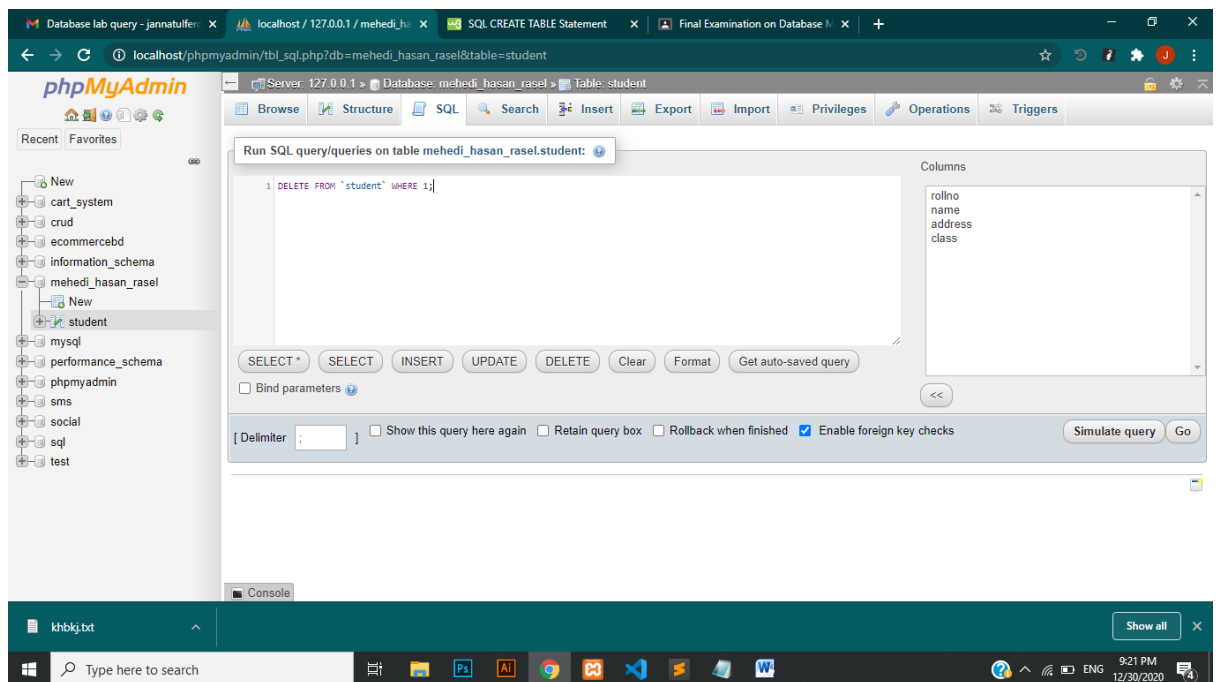 Database lab query - jannatulferd
localhost / 127.0.0.1 / mehedi_ha
SQL CREATE TABLE Statement
Final Examination on Database M
localhost/phpmyadmin/tbl_sql.php?db=mehedi_hasan_rasel&table=student
J
phpMyAdmin
Server: 127.0.0.1 » Database: mehedi_hasan_rasel » Table: student
Browse Structure SQL Search Insert Export Import Privileges Operations Triggers
Recent Favorites
Run SQL query/queries on table mehedi_hasan_rasel.student:
Columns
1 DELETE FROM `student` WHERE 1;
rollno
name
address
class
New
cart_system
crud
ecommercebd
information_schema
mehedi_hasan_rasel
New
student
mysql
performance_schema
phpmyadmin
sms
social
sql
test
SELECT * SELECT INSERT UPDATE DELETE Clear Format Get auto-saved query
Bind parameters
<<
[ Delimiter ; ] Show this query here again Retain query box Rollback when finished Enable foreign key checks Simulate query Go
Console
khbkj.txt
Show all
Type here to search
Ps
Ai
W
ENG
9:21 PM
12/30/2020
4